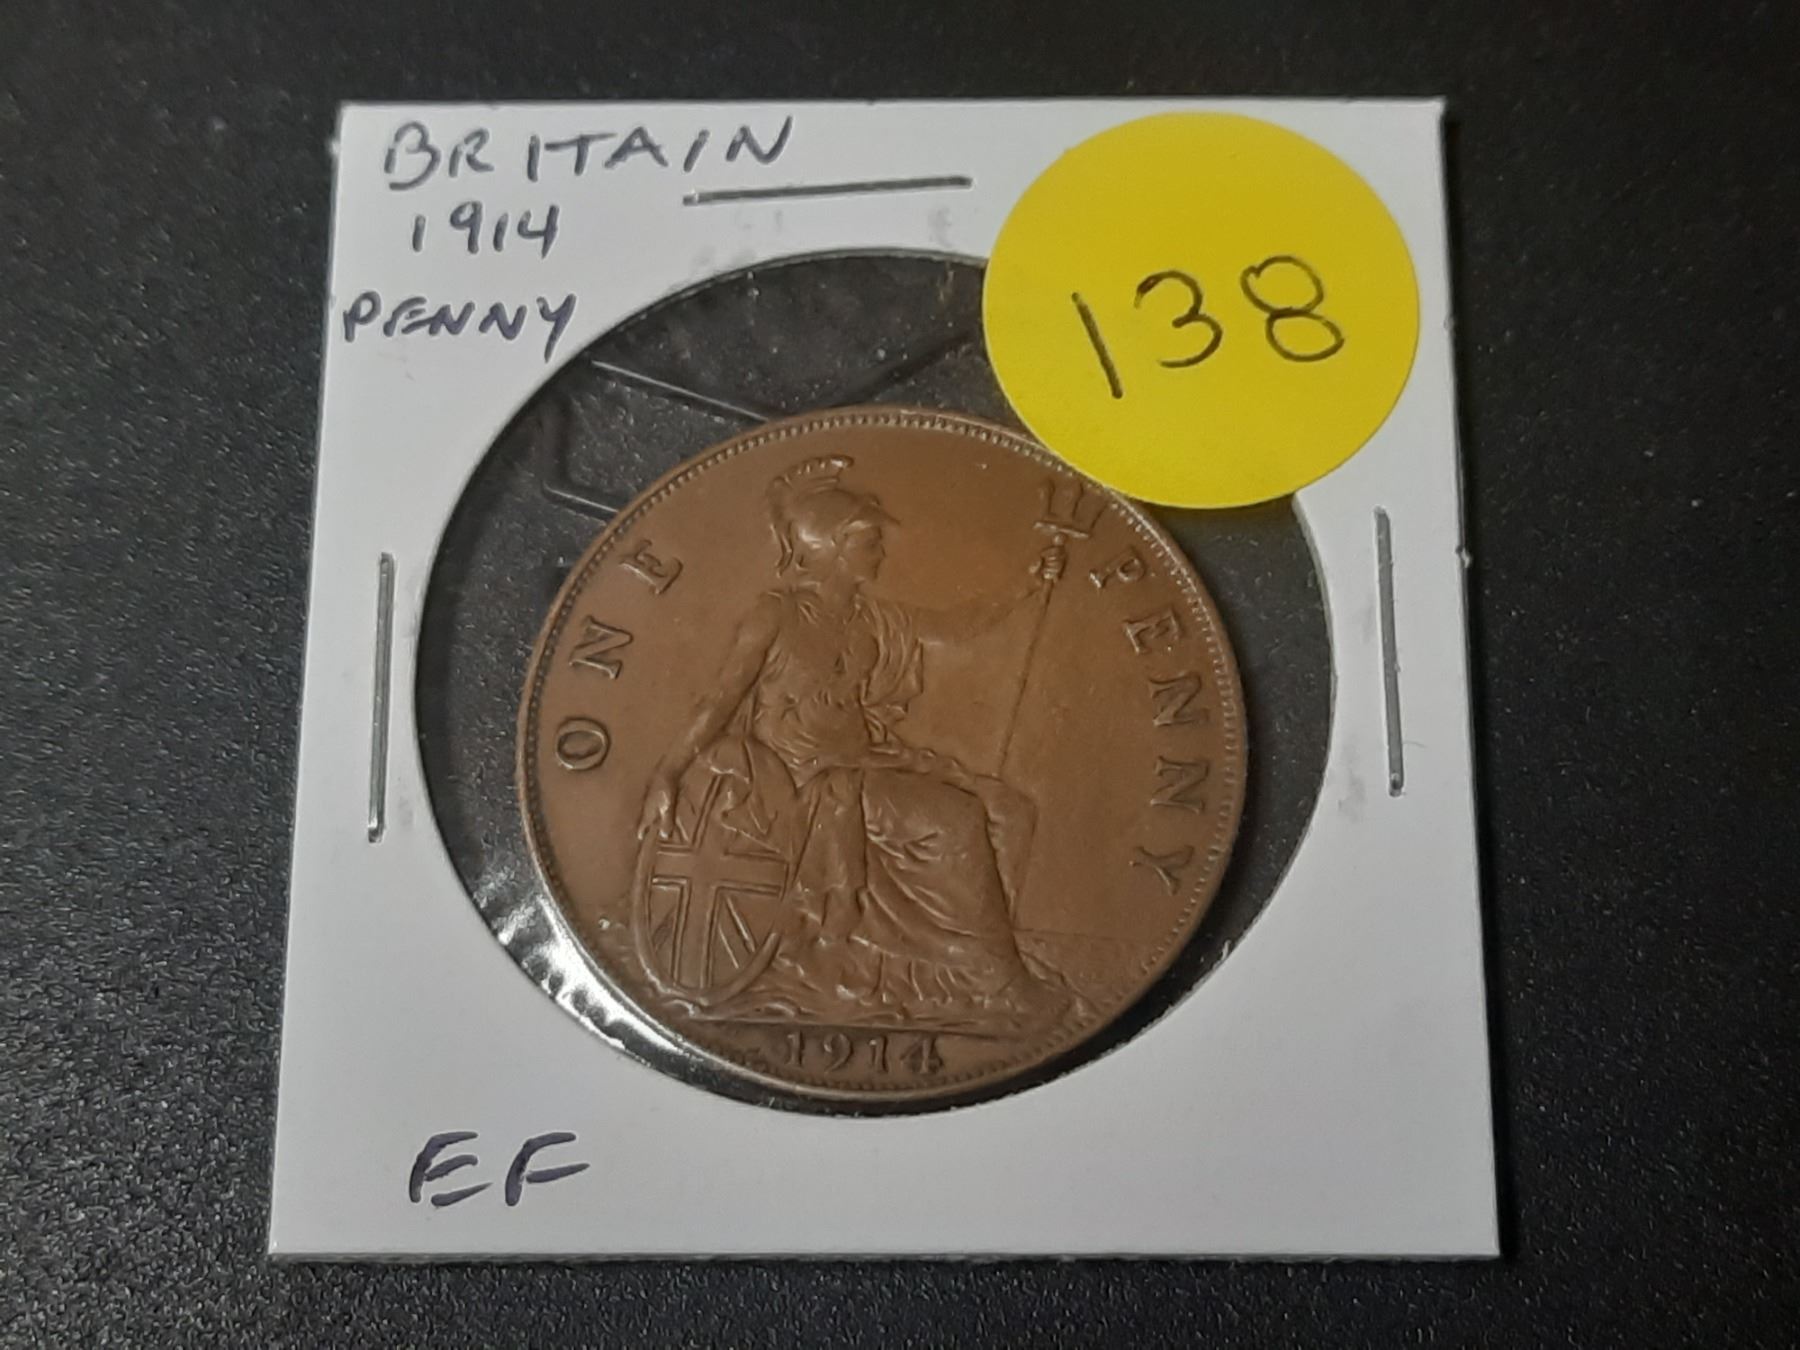 BRITAIN
1914
PENNY
138
ONE PENNY
1914
EF